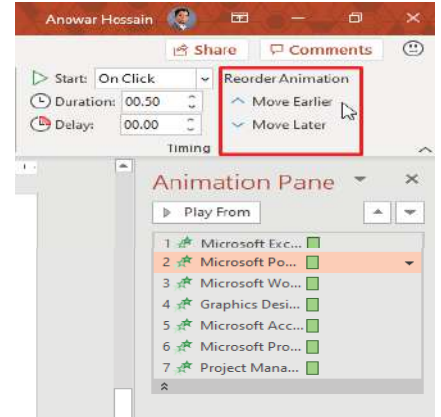 Anowar Hossain
Share Comments
Start: On Click Reorder Animation
Duration: 00.50 Move Earlier
Delay: 00.00 Move Later
Timing
Animation Pane
Play From
1 Microsoft Exc...
2 Microsoft Po...
3 Microsoft Wo...
4 Graphics Desi...
5 Microsoft Acc...
6 Microsoft Pro...
7 Project Mana...